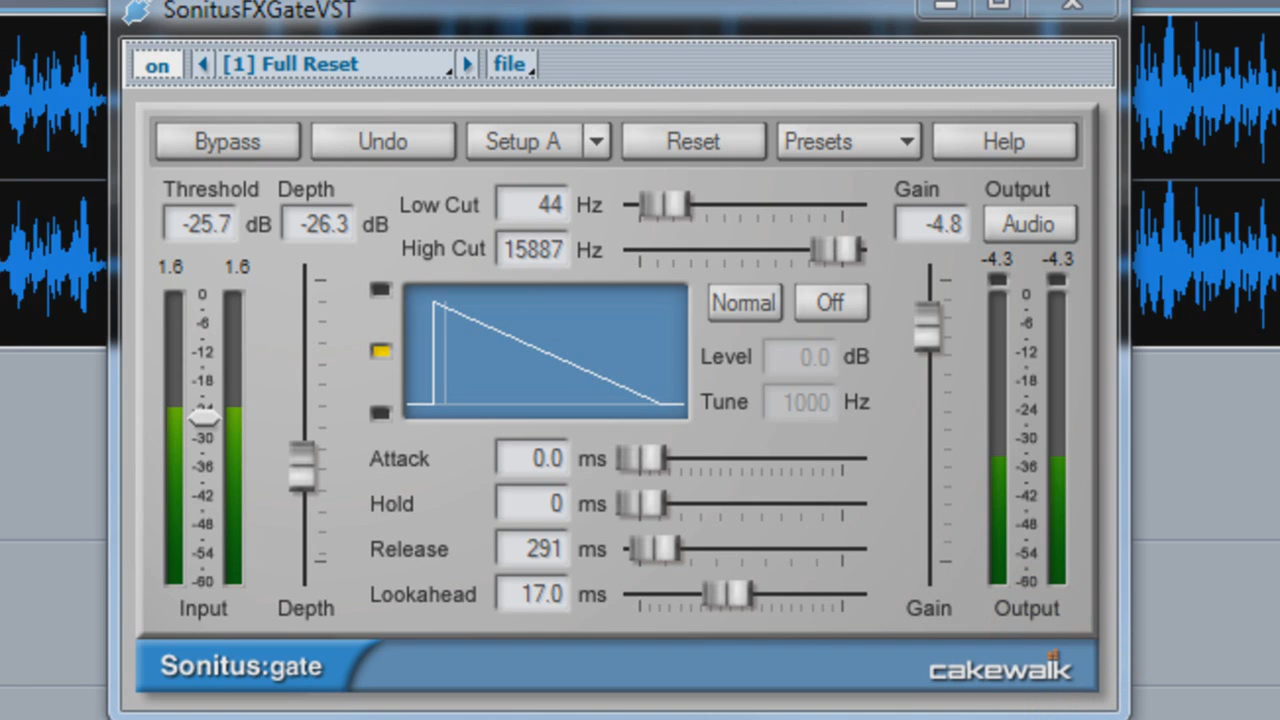 SonitusFXGateVST
on [1] Full Reset file
Bypass Undo Setup A Reset Presets Help
Threshold Depth Gain Output
-25.7 dB -26.3 dB Low Cut 44 Hz -4.8 Audio
High Cut 15887 Hz
1.6 1.6 -4.3 -4.3
0 0
Normal Off
-6 -6
-12 Level 0.0 dB -12
-18 -18
Tune 1000 Hz
-24 -24
-30 -30
Attack 0.0 ms
-36 -36
-42 Hold 0 ms -42
-48 -48
-54 Release 291 ms -54
-60 -60
Lookahead 17.0 ms
Input Depth Gain Output
Sonitus:gate cakewalk